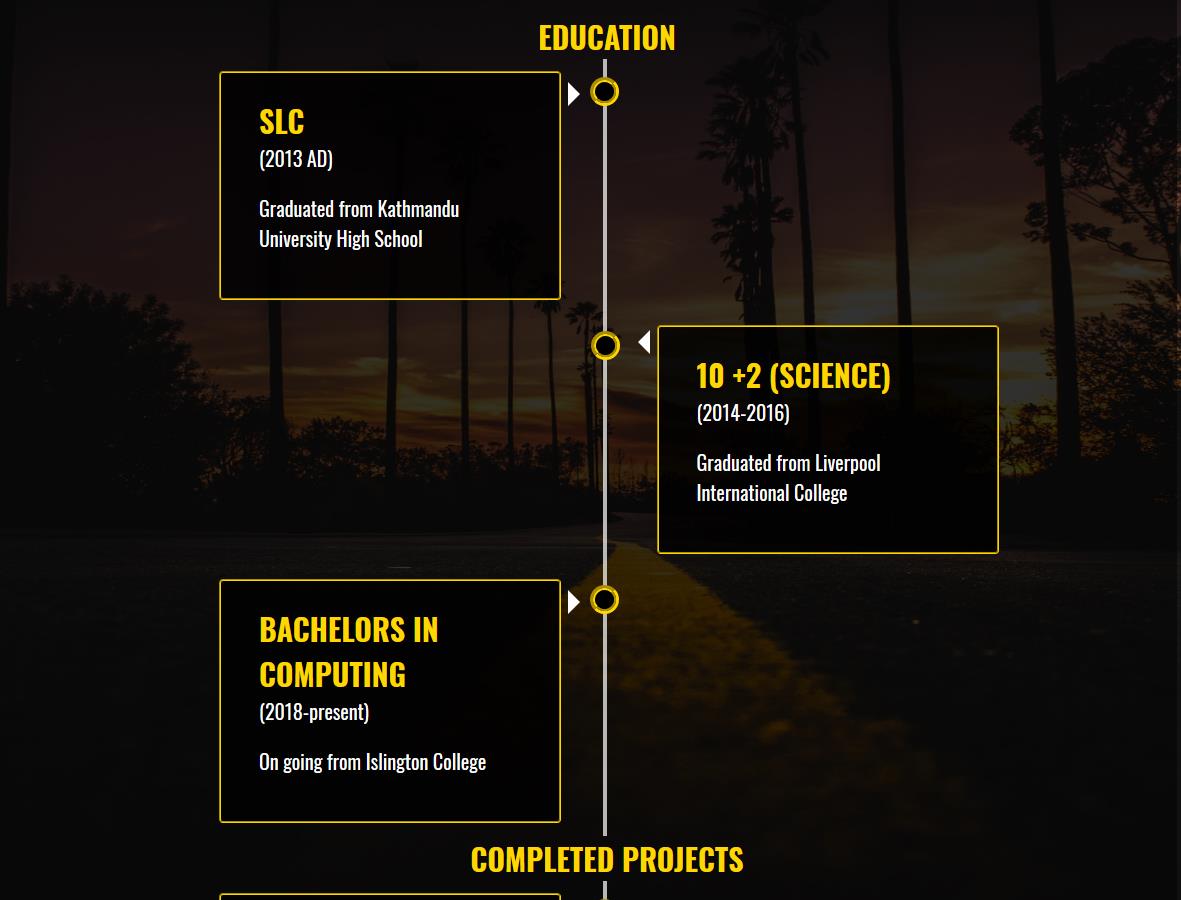 EDUCATION
SLC
(2013 AD)
Graduated from Kathmandu
University High School
10 +2 (SCIENCE)
(2014-2016)
Graduated from Liverpool
International College
BACHELORS IN
COMPUTING
(2018-present)
On going from Islington College
COMPLETED PROJECTS